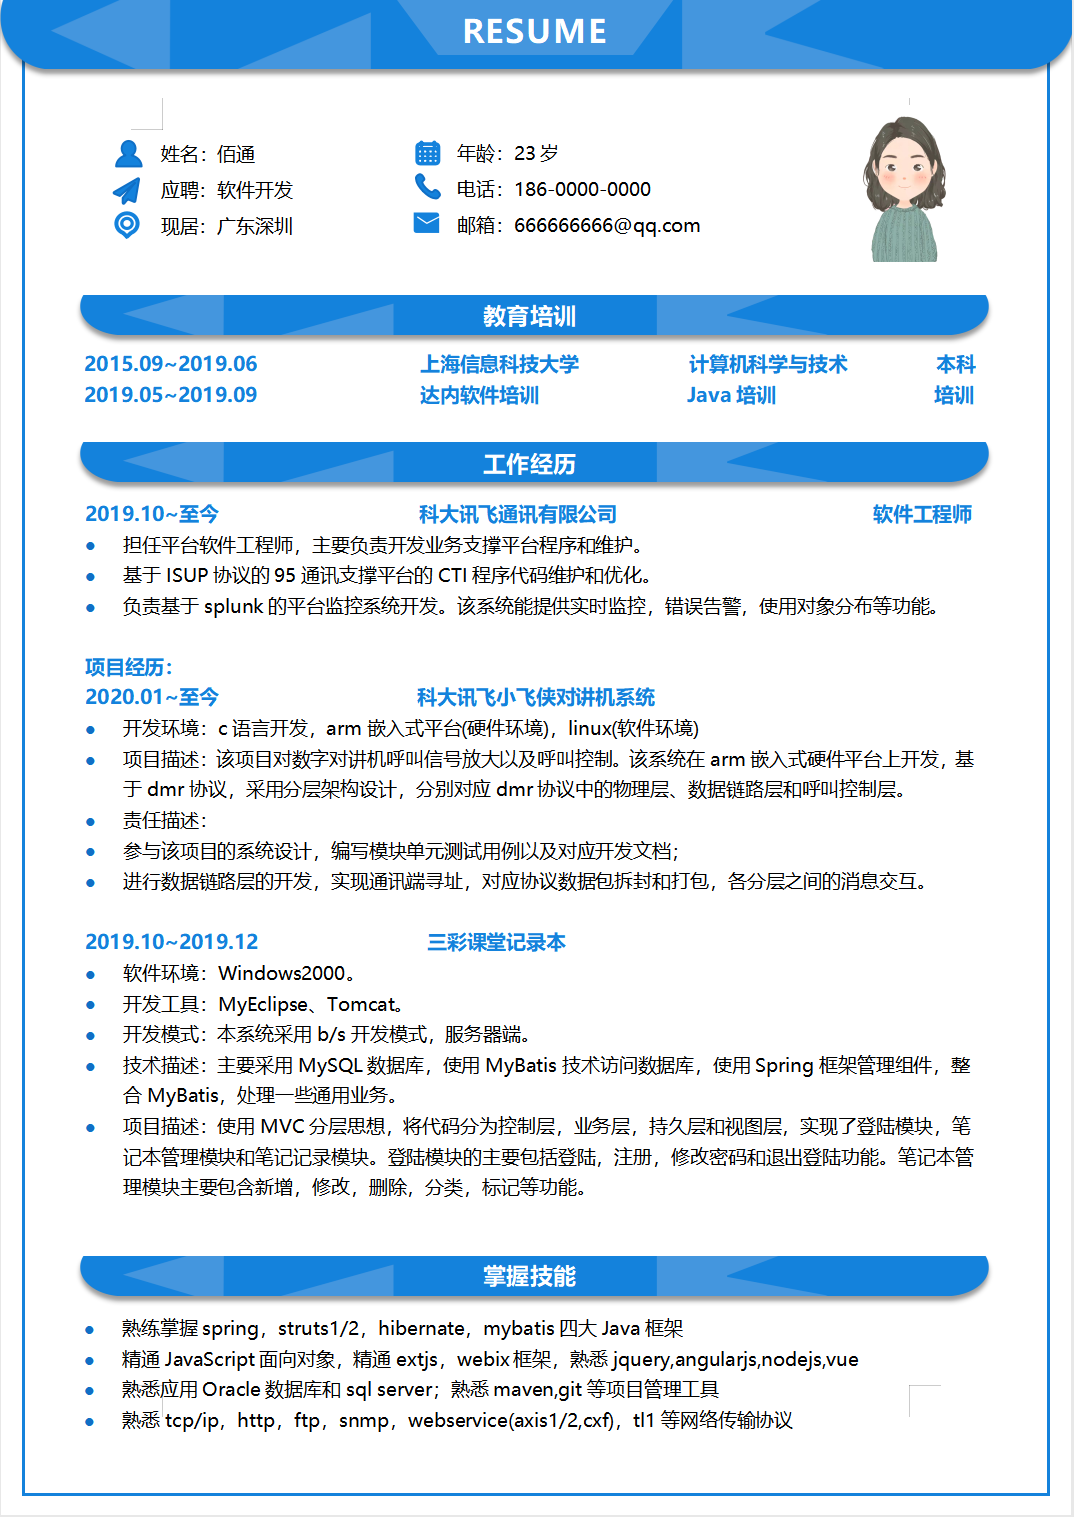 RESUME
姓名：佰通
年龄：23 岁
应聘：软件开发
电话：186-0000-0000
现居：广东深圳
邮箱：666666666@qq.com
教育培训
2015.09~2019.06 上海信息科技大学 计算机科学与技术 本科
2019.05~2019.09 达内软件培训 Java 培训 培训
工作经历
2019.10~至今 科大讯飞通讯有限公司 软件工程师
● 担任平台软件工程师，主要负责开发业务支撑平台程序和维护。
● 基于 ISUP 协议的 95 通讯支撑平台的 CTI 程序代码维护和优化。
● 负责基于 splunk 的平台监控系统开发。该系统能提供实时监控，错误告警，使用对象分布等功能。
项目经历：
2020.01~至今 科大讯飞小飞侠对讲机系统
● 开发环境：c 语言开发，arm 嵌入式平台(硬件环境)，linux(软件环境)
● 项目描述：该项目对数字对讲机呼叫信号放大以及呼叫控制。该系统在 arm 嵌入式硬件平台上开发，基
于 dmr 协议，采用分层架构设计，分别对应 dmr 协议中的物理层、数据链路层和呼叫控制层。
● 责任描述：
● 参与该项目的系统设计，编写模块单元测试用例以及对应开发文档；
● 进行数据链路层的开发，实现通讯端寻址，对应协议数据包拆封和打包，各分层之间的消息交互。
2019.10~2019.12 三彩课堂记录本
● 软件环境：Windows2000。
● 开发工具：MyEclipse、Tomcat。
● 开发模式：本系统采用 b/s 开发模式，服务器端。
● 技术描述：主要采用 MySQL 数据库，使用 MyBatis 技术访问数据库，使用 Spring 框架管理组件，整
合 MyBatis，处理一些通用业务。
● 项目描述：使用 MVC 分层思想，将代码分为控制层，业务层，持久层和视图层，实现了登陆模块，笔
记本管理模块和笔记记录模块。登陆模块的主要包括登陆，注册，修改密码和退出登陆功能。笔记本管
理模块主要包含新增，修改，删除，分类，标记等功能。
掌握技能
● 熟练掌握 spring，struts1/2，hibernate，mybatis 四大 Java 框架
● 精通 JavaScript 面向对象，精通 extjs，webix 框架，熟悉 jquery,angularjs,nodejs,vue
● 熟悉应用 Oracle 数据库和 sql server；熟悉 maven,git 等项目管理工具
● 熟悉 tcp/ip，http，ftp，snmp，webservice(axis1/2,cxf)，tl1 等网络传输协议